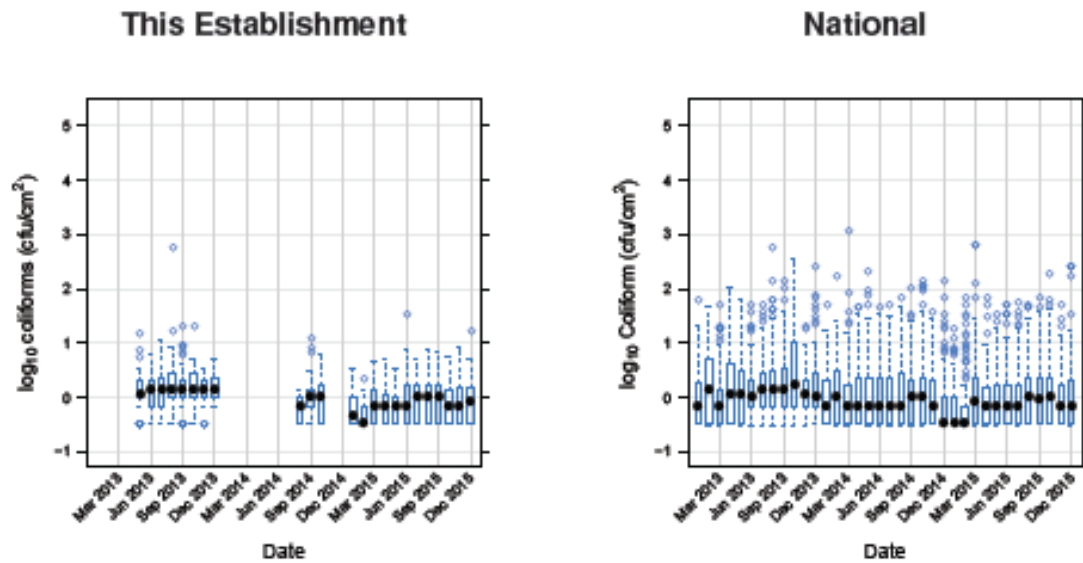 This Establishment
National
log₁₀ coliforms (cfu/cm²)
5
4
3
2
1
0
−1
Mar 2013
Jun 2013
Sep 2013
Dec 2013
Mar 2014
Jun 2014
Sep 2014
Dec 2014
Mar 2015
Jun 2015
Sep 2015
Dec 2015
Date
log₁₀ Coliform (cfu/cm²)
5
4
3
2
1
0
−1
Mar 2013
Jun 2013
Sep 2013
Dec 2013
Mar 2014
Jun 2014
Sep 2014
Dec 2014
Mar 2015
Jun 2015
Sep 2015
Dec 2015
Date